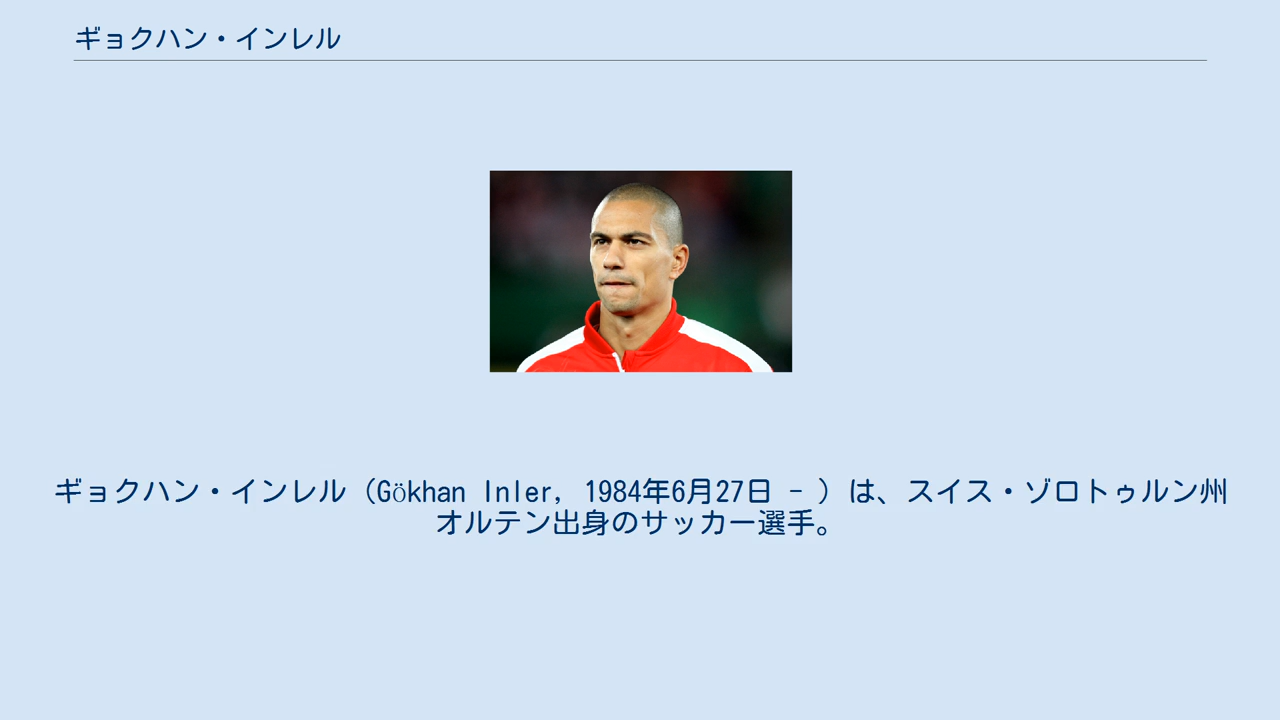 ギョクハン・インレル
ギョクハン・インレル（Gökhan Inler, 1984年6月27日 - ）は、スイス・ゾロトゥルン州
オルテン出身のサッカー選手。